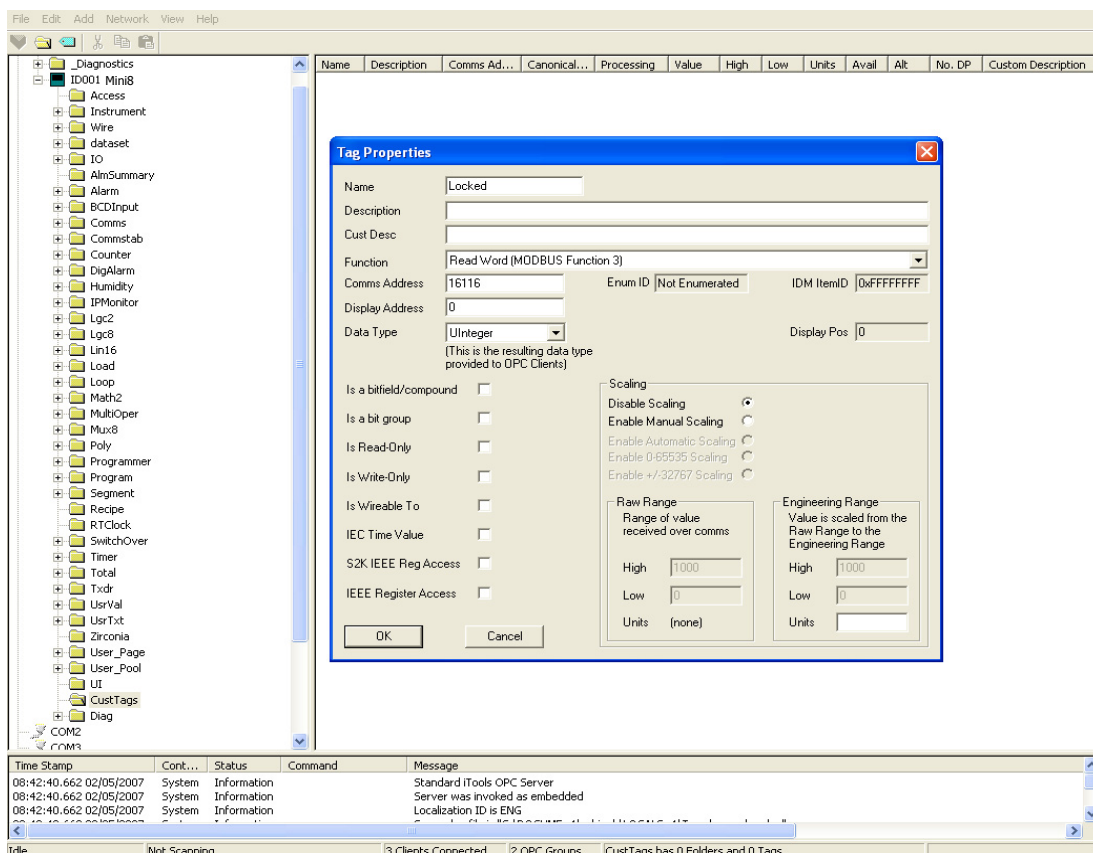 File Edit Add Network View Help
_Diagnostics
ID001 Mini8
Access
Instrument
Wire
dataset
IO
AlmSummary
Alarm
BCDInput
Comms
Commstab
Counter
DigAlarm
Humidity
IPMonitor
Lgc2
Lgc8
Lin16
Load
Loop
Math2
MultiOper
Mux8
Poly
Programmer
Program
Segment
Recipe
RTClock
SwitchOver
Timer
Total
Txdr
UsrVal
UsrTxt
Zirconia
User_Page
User_Pool
UI
CustTags
Diag
COM2
COM3
Name Description Comms Ad... Canonical... Processing Value High Low Units Avail Alt No. DP Custom Description
Tag Properties
Name Locked
Description
Cust Desc
Function Read Word (MODBUS Function 3)
Comms Address 16116 Enum ID Not Enumerated IDM ItemID 0xFFFFFFFF
Display Address 0
Data Type UInteger Display Pos 0
(This is the resulting data type
provided to OPC Clients)
Is a bitfield/compound
Is a bit group
Is Read-Only
Is Write-Only
Is Wireable To
IEC Time Value
S2K IEEE Reg Access
IEEE Register Access
OK Cancel
Scaling
Disable Scaling
Enable Manual Scaling
Enable Automatic Scaling
Enable 0-65535 Scaling
Enable +/-32767 Scaling
Raw Range
Range of value
received over comms
High 1000
Low 0
Units (none)
Engineering Range
Value is scaled from the
Raw Range to the
Engineering Range
High 1000
Low 0
Units
Time Stamp Cont... Status Command Message
08:42:40.662 02/05/2007 System Information Standard iTools OPC Server
08:42:40.662 02/05/2007 System Information Server was invoked as embedded
08:42:40.662 02/05/2007 System Information Localization ID is ENG
Idle Not Scanning 3 Clients Connected 2 OPC Groups CustTags has 0 Folders and 0 Tags